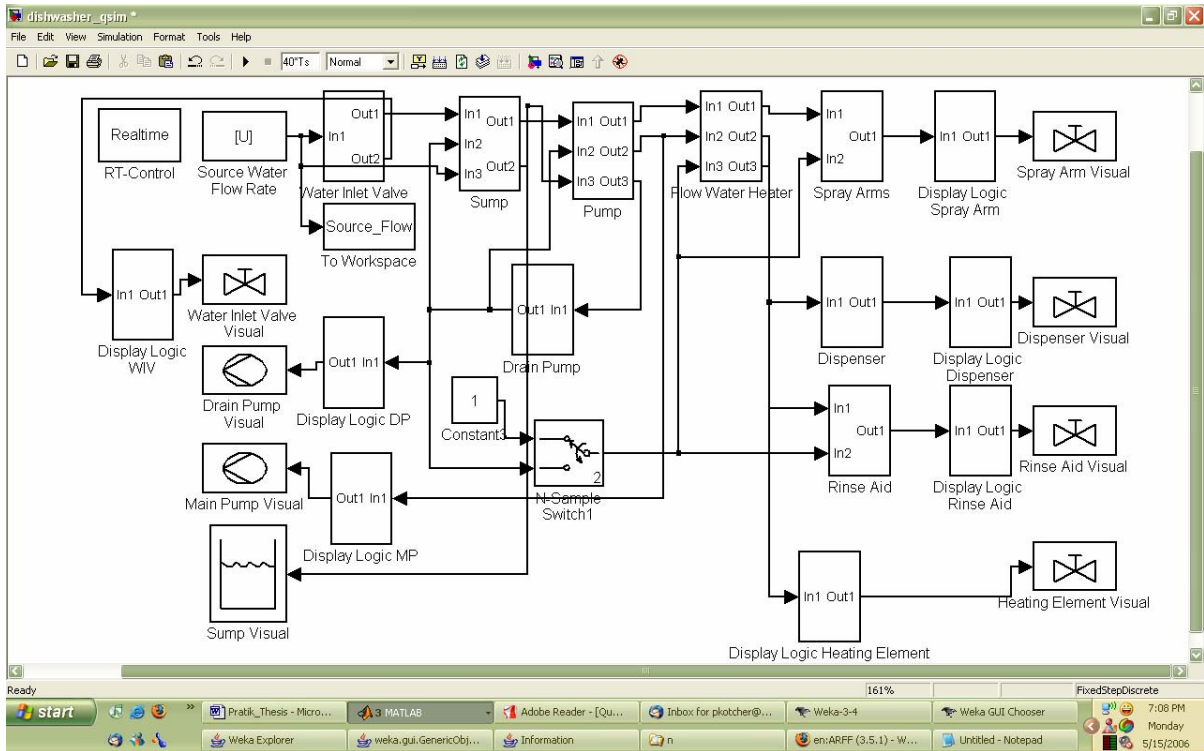 dishwasher_qsim *
File Edit View Simulation Format Tools Help
40*Ts Normal
Realtime
RT-Control
[U]
Source Water
Flow Rate
In1 Out1
Out2
Water Inlet Valve
In1 Out1
In2
In3 Out2
Sump
In1 Out1
In2 Out2
In3 Out3
Pump
In1 Out1
In2 Out2
In3 Out3
Flow Water Heater
In1
Out1
In2
Spray Arms
In1 Out1
Display Logic
Spray Arm
Spray Arm Visual
Source_Flow
To Workspace
In1 Out1
Display Logic
WIV
Water Inlet Valve
Visual
Out1 In1
Drain Pump
In1 Out1
Dispenser
In1 Out1
Display Logic
Dispenser
Dispenser Visual
Drain Pump
Visual
Out1 In1
Display Logic DP
1
Constant3
2
N-Sample
Switch1
In1
Out1
In2
Rinse Aid
In1 Out1
Display Logic
Rinse Aid
Rinse Aid Visual
Main Pump Visual
Out1 In1
Display Logic MP
Sump Visual
In1 Out1
Display Logic Heating Element
Heating Element Visual
Ready 161% FixedStepDiscrete
start
Pratik_Thesis - Micro...
3 MATLAB
Adobe Reader - [Qu...
Inbox for pkotcher@...
Weka-3-4
Weka GUI Chooser
7:08 PM
Weka Explorer
weka.gui.GenericObj...
Information
n
en:ARFF (3.5.1) - W...
Untitled - Notepad
Monday
5/15/2006